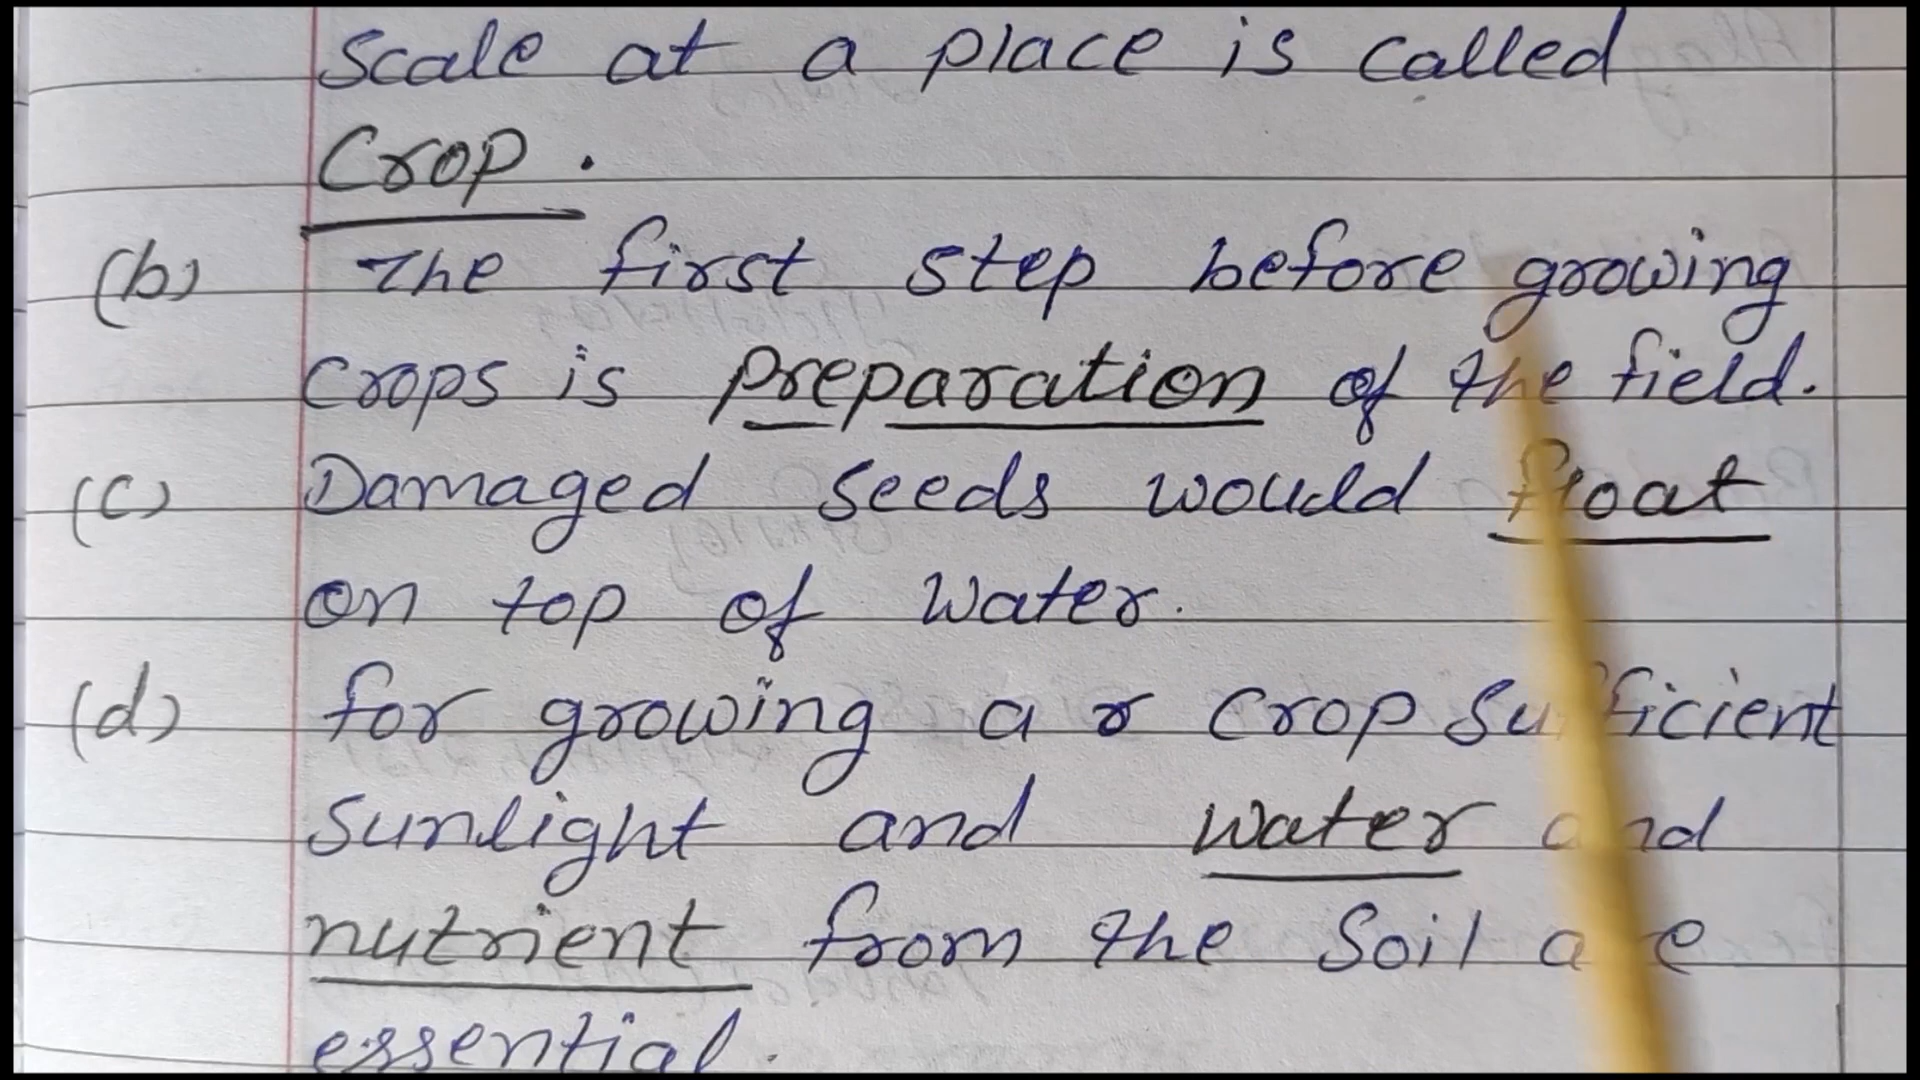 Scale at a place is called
Crop.
(b) The first step before growing
crops is preparation of the field.
(c) Damaged seeds would float
on top of water.
(d) for growing a r crop sufficient
sunlight and water and
nutrient from the Soil are
essential.